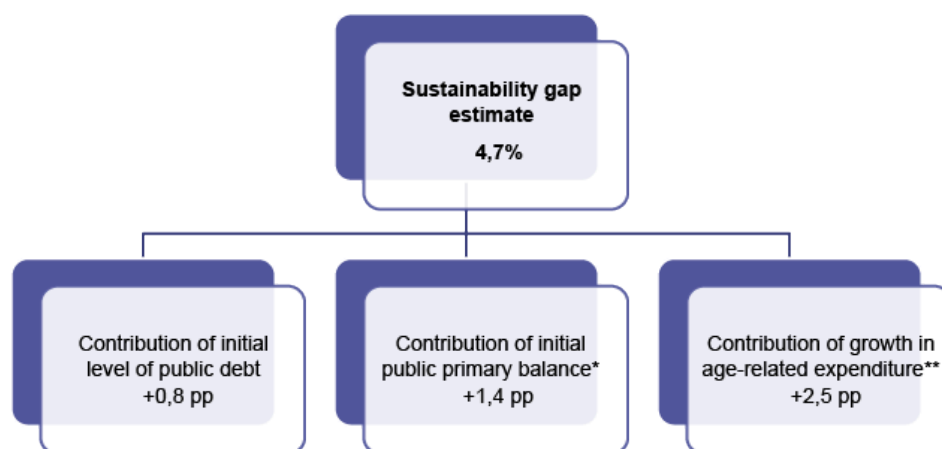 Sustainability gap
estimate
4,7%
Contribution of initial
level of public debt
+0,8 pp
Contribution of initial
public primary balance*
+1,4 pp
Contribution of growth in
age-related expenditure**
+2,5 pp